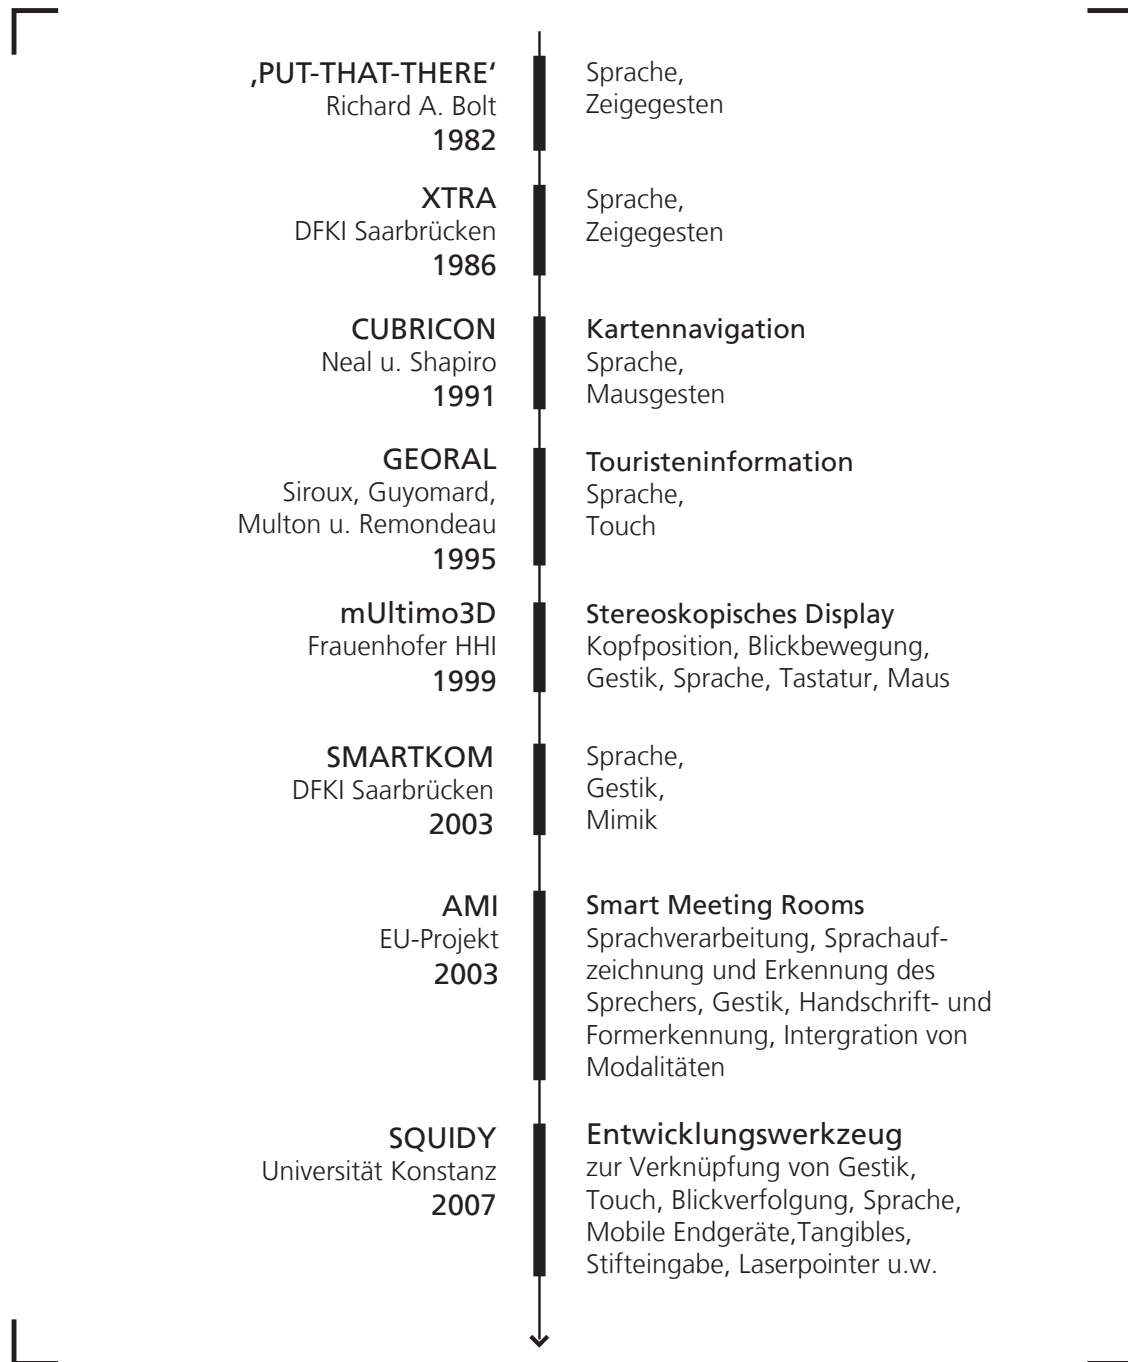 ‚PUT-THAT-THERE‘
Richard A. Bolt
1982
Sprache,
Zeigegesten
XTRA
DFKI Saarbrücken
1986
Sprache,
Zeigegesten
CUBRICON
Neal u. Shapiro
1991
Kartennavigation
Sprache,
Mausgesten
GEORAL
Siroux, Guyomard,
Multon u. Remondeau
1995
Touristeninformation
Sprache,
Touch
mUltimo3D
Frauenhofer HHI
1999
Stereoskopisches Display
Kopfposition, Blickbewegung,
Gestik, Sprache, Tastatur, Maus
SMARTKOM
DFKI Saarbrücken
2003
Sprache,
Gestik,
Mimik
AMI
EU-Projekt
2003
Smart Meeting Rooms
Sprachverarbeitung, Sprachauf-
zeichnung und Erkennung des
Sprechers, Gestik, Handschrift- und
Formerkennung, Intergration von
Modalitäten
SQUIDY
Universität Konstanz
2007
Entwicklungswerkzeug
zur Verknüpfung von Gestik,
Touch, Blickverfolgung, Sprache,
Mobile Endgeräte,Tangibles,
Stifteingabe, Laserpointer u.w.